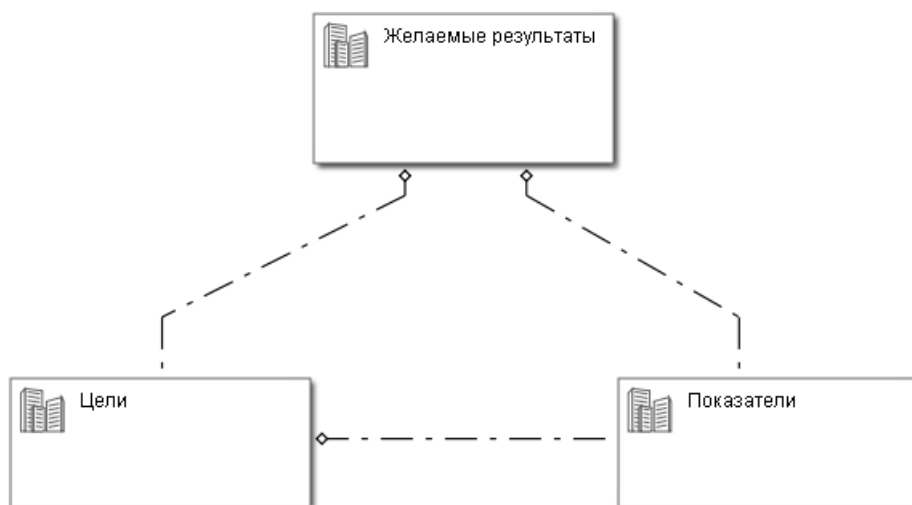 Желаемые результаты
Цели
Показатели